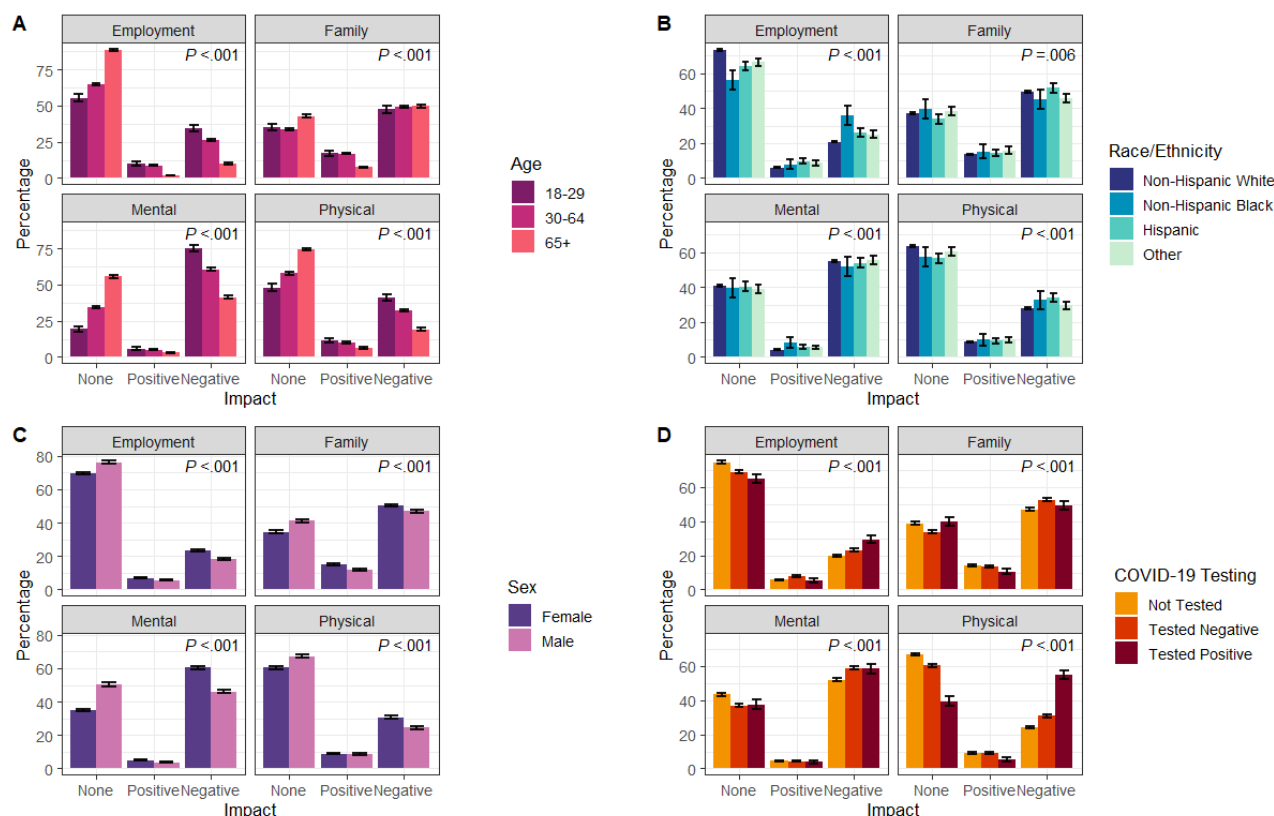 A
Employment
Family
P <.001
P <.001
75
50
25
0
Mental
Physical
P <.001
P <.001
75
50
25
0
Percentage
None
Positive
Negative
None
Positive
Negative
Impact
Age
18-29
30-64
65+
B
Employment
Family
P <.001
P =.006
60
40
20
0
Mental
Physical
P <.001
P <.001
60
40
20
0
Percentage
None
Positive
Negative
None
Positive
Negative
Impact
Race/Ethnicity
Non-Hispanic White
Non-Hispanic Black
Hispanic
Other
C
Employment
Family
P <.001
P <.001
80
60
40
20
0
Mental
Physical
P <.001
P <.001
80
60
40
20
0
Percentage
None
Positive
Negative
None
Positive
Negative
Impact
Sex
Female
Male
D
Employment
Family
P <.001
P <.001
60
40
20
0
Mental
Physical
P <.001
P <.001
60
40
20
0
Percentage
None
Positive
Negative
None
Positive
Negative
Impact
COVID-19 Testing
Not Tested
Tested Negative
Tested Positive